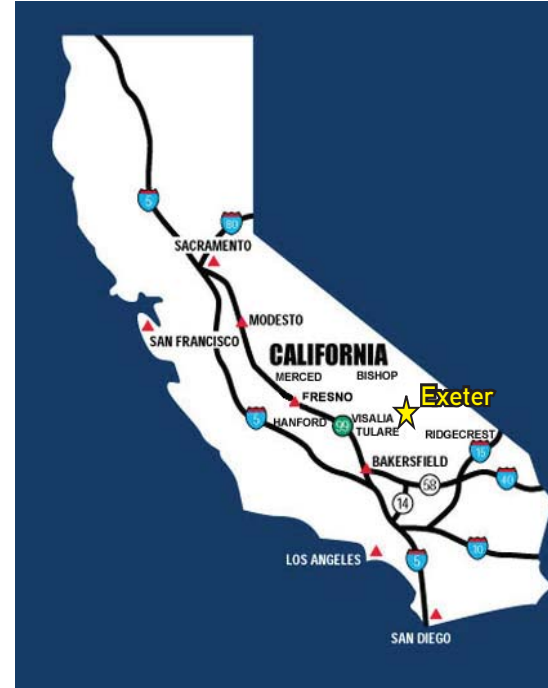 5
80
SACRAMENTO
MODESTO
SAN FRANCISCO
CALIFORNIA
MERCED
BISHOP
FRESNO
Exeter
5
HANFORD
99
VISALIA
TULARE
RIDGECREST
15
BAKERSFIELD
58
40
14
LOS ANGELES
5
10
SAN DIEGO